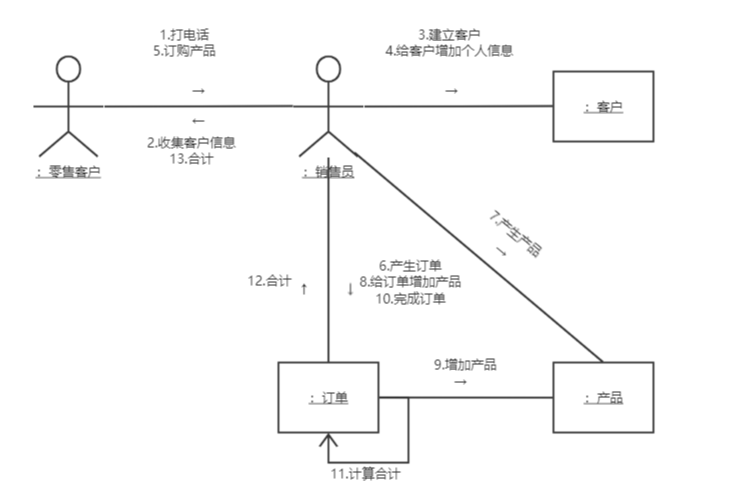 1.打电话
5.订购产品
→
←
2.收集客户信息
13.合计
：零售客户
3.建立客户
4.给客户增加个人信息
→
：客户
：销售员
7.产生产品
→
12.合计
↑
↓
6.产生订单
8.给订单增加产品
10.完成订单
9.增加产品
→
：订单
：产品
11.计算合计